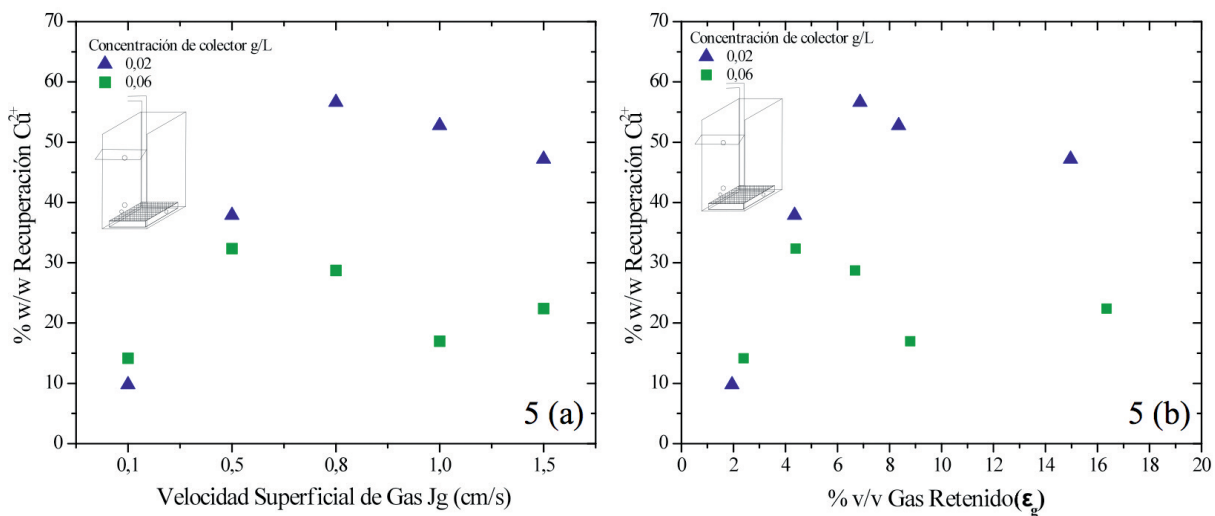 70
60
50
40
30
20
10
0
% w/w Recuperación Cu²⁺
Concentración de colector g/L
0,02
0,06
5 (a)
0,1 0,5 0,8 1,0 1,5
Velocidad Superficial de Gas Jg (cm/s)
70
60
50
40
30
20
10
0
% w/w Recuperación Cu²⁺
Concentración de colector g/L
0,02
0,06
5 (b)
0 2 4 6 8 10 12 14 16 18 20
% v/v Gas Retenido(ε_g)